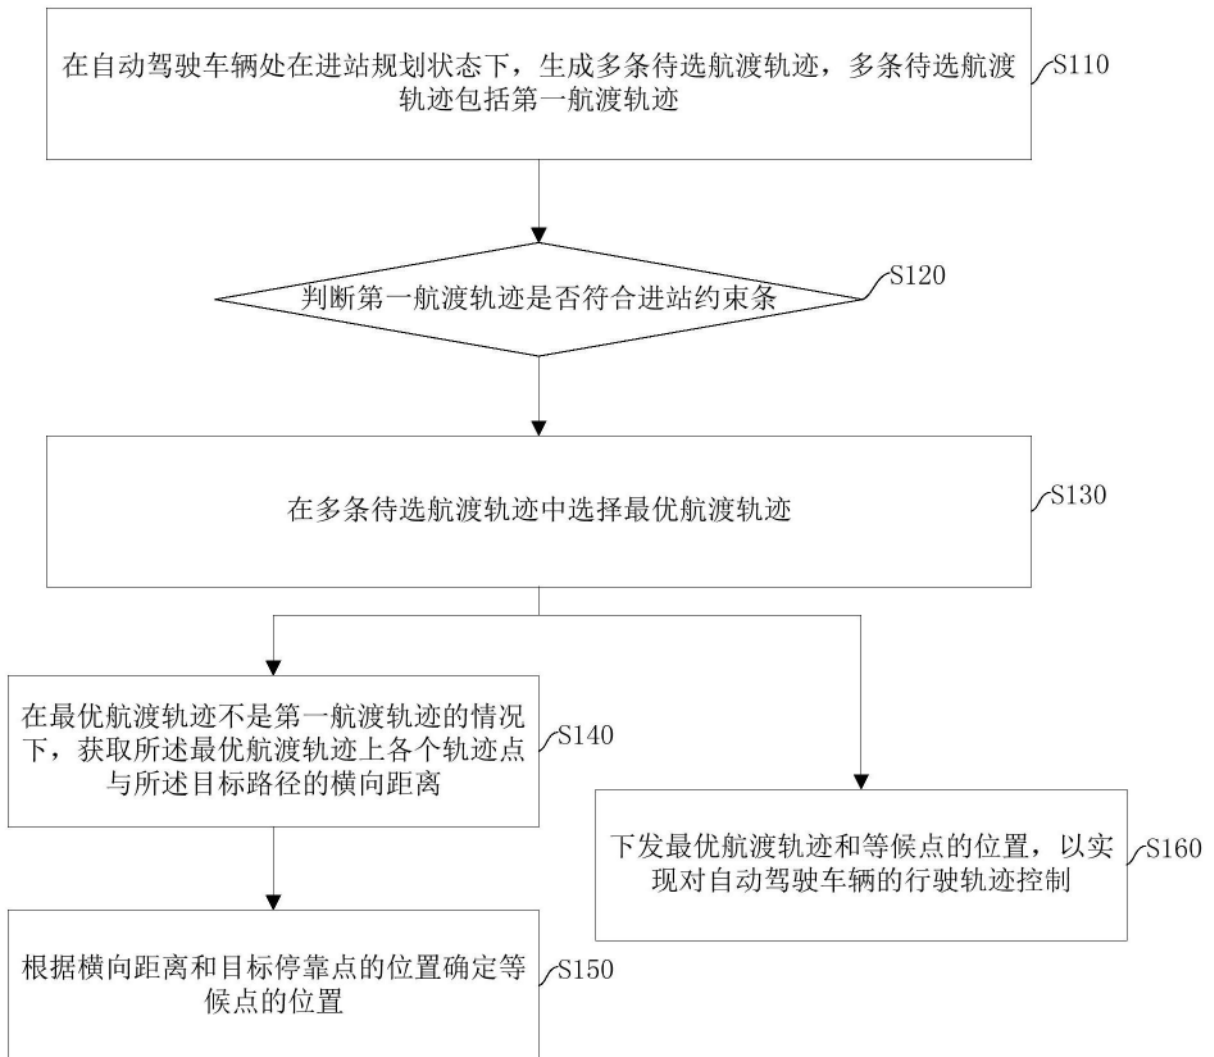 在自动驾驶车辆处在进站规划状态下，生成多条待选航渡轨迹，多条待选航渡
轨迹包括第一航渡轨迹
S110
判断第一航渡轨迹是否符合进站约束条
S120
在多条待选航渡轨迹中选择最优航渡轨迹
S130
在最优航渡轨迹不是第一航渡轨迹的情况
下，获取所述最优航渡轨迹上各个轨迹点
与所述目标路径的横向距离
S140
下发最优航渡轨迹和等候点的位置，以实
现对自动驾驶车辆的行驶轨迹控制
S160
根据横向距离和目标停靠点的位置确定等
候点的位置
S150